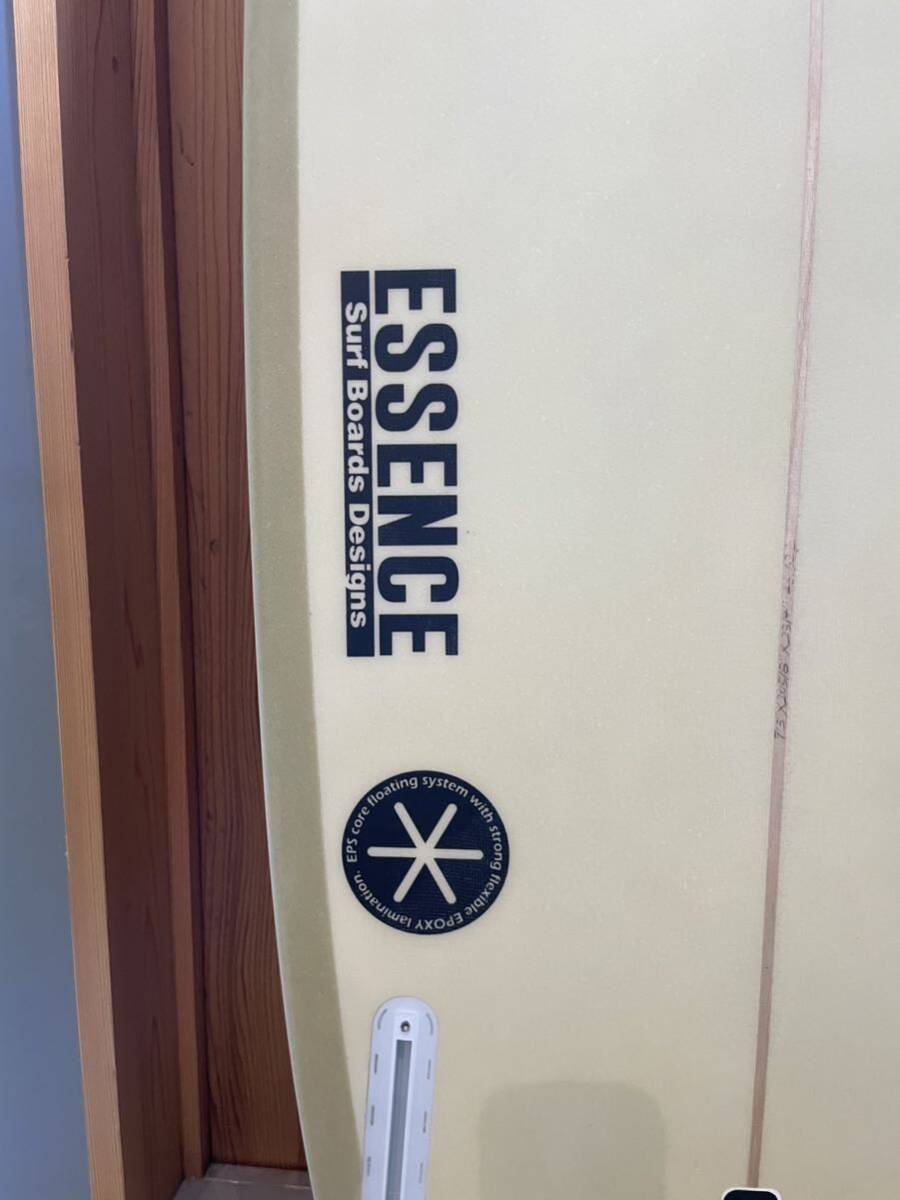 ESSENCE
Surf Boards Designs
EPS core floating system with strong flexible EPOXY lamination.